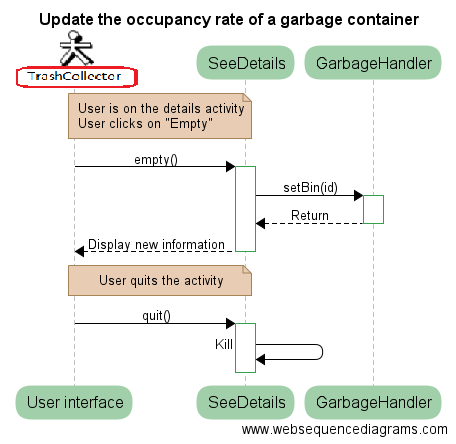 Update the occupancy rate of a garbage container
TrashCollector
SeeDetails
GarbageHandler
User is on the details activity
User clicks on "Empty"
empty()
setBin(id)
Return
Display new information
User quits the activity
quit()
Kill
User interface
SeeDetails
GarbageHandler
www.websequencediagrams.com